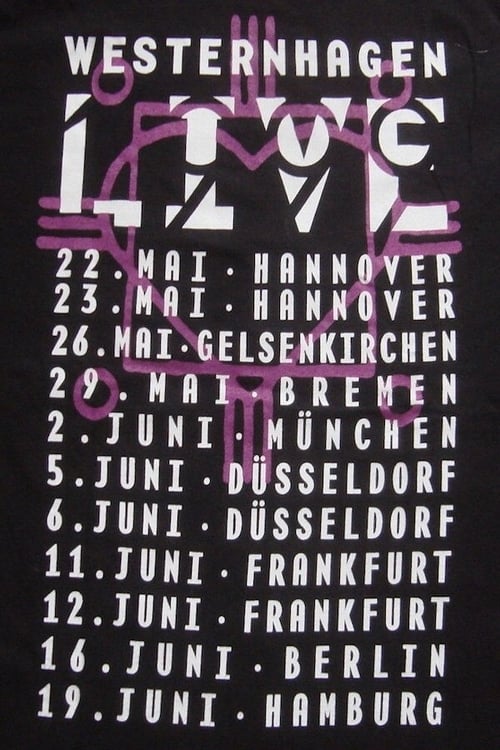 WESTERNHAGEN
LIVE
22. MAI · HANNOVER
23. MAI · HANNOVER
26. MAI · GELSENKIRCHEN
29. MAI · BREMEN
2. JUNI · MÜNCHEN
5. JUNI · DÜSSELDORF
6. JUNI · DÜSSELDORF
11. JUNI · FRANKFURT
12. JUNI · FRANKFURT
16. JUNI · BERLIN
19. JUNI · HAMBURG